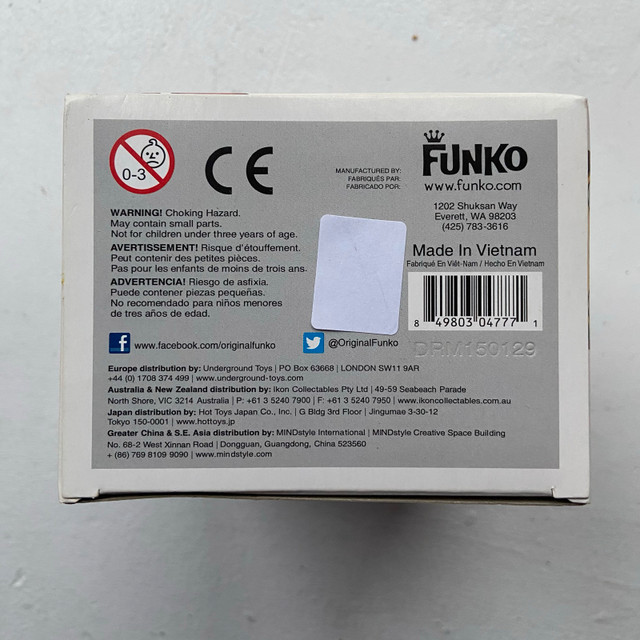 0-3
CE
MANUFACTURED BY:
FABRIQUÉS PAR:
FABRICADO POR:
FUNKO
www.funko.com
1202 Shuksan Way
Everett, WA 98203
(425) 783-3616
WARNING! Choking Hazard.
May contain small parts.
Not for children under three years of age.
AVERTISSEMENT! Risque d'étouffement.
Peut contenir des petites pièces.
Pas pour les enfants de moins de trois ans.
ADVERTENCIA! Riesgo de asfixia.
Puede contener piezas pequeñas.
No recomendado para niños menores
de tres años de edad.
Made In Vietnam
Fabriqué En Viêt-Nam / Hecho En Vietnam
8 49803 04777 1
DRM150129
f www.facebook.com/originalfunko
@OriginalFunko
Europe distribution by: Underground Toys | PO Box 63668 | LONDON SW11 9AR
+44 (0) 1708 374 499 | www.underground-toys.com
Australia & New Zealand distribution by: Ikon Collectables Pty Ltd | 49-59 Seabeach Parade
North Shore, VIC 3214 Australia | P: +61 3 5240 7900 | F: +61 3 5240 7950 | www.ikoncollectables.com.au
Japan distribution by: Hot Toys Japan Co., Inc. | G Bldg 3rd Floor | Jingumae 3-30-12
Tokyo 150-0001 | www.hottoys.jp
Greater China & S.E. Asia distribution by: MINDstyle International | MINDstyle Creative Space Building
No. 68-2 West Xinnan Road | Dongguan, Guangdong, China 523560
+ (86) 769 8109 9090 | www.mindstyle.com